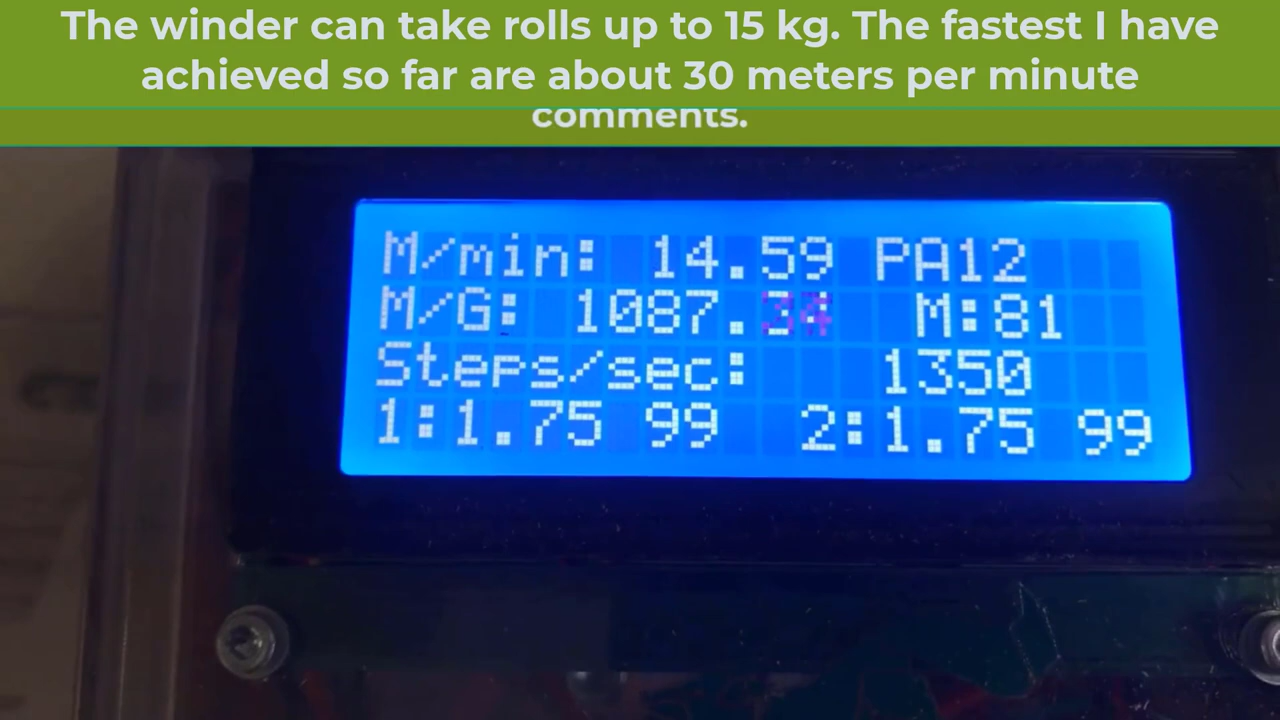 The winder can take rolls up to 15 kg. The fastest I have
achieved so far are about 30 meters per minute
comments.
M/min: 14.59 PA12
M/G: 1087.34 M:81
Steps/sec: 1350
1:1.75 99 2:1.75 99